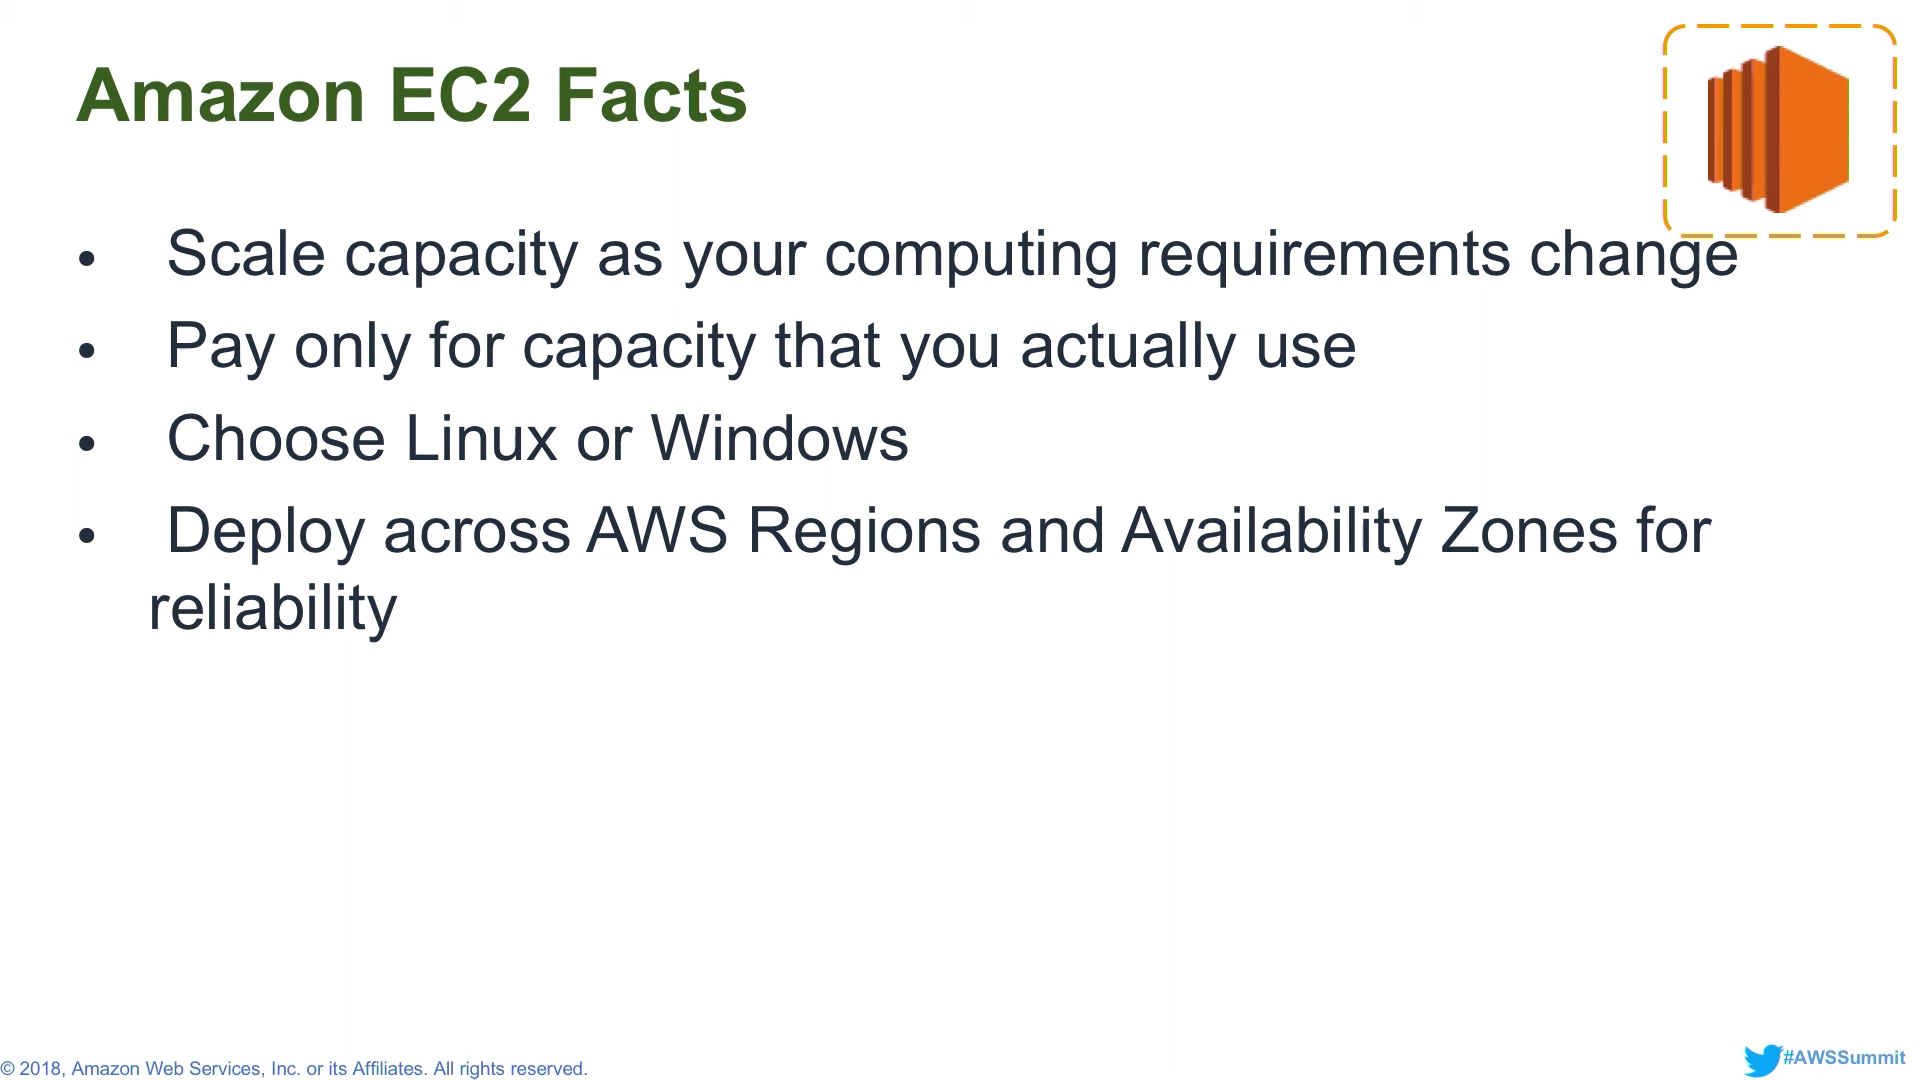 Amazon EC2 Facts
• Scale capacity as your computing requirements change
• Pay only for capacity that you actually use
• Choose Linux or Windows
• Deploy across AWS Regions and Availability Zones for
reliability
© 2018, Amazon Web Services, Inc. or its Affiliates. All rights reserved.
#AWSSummit